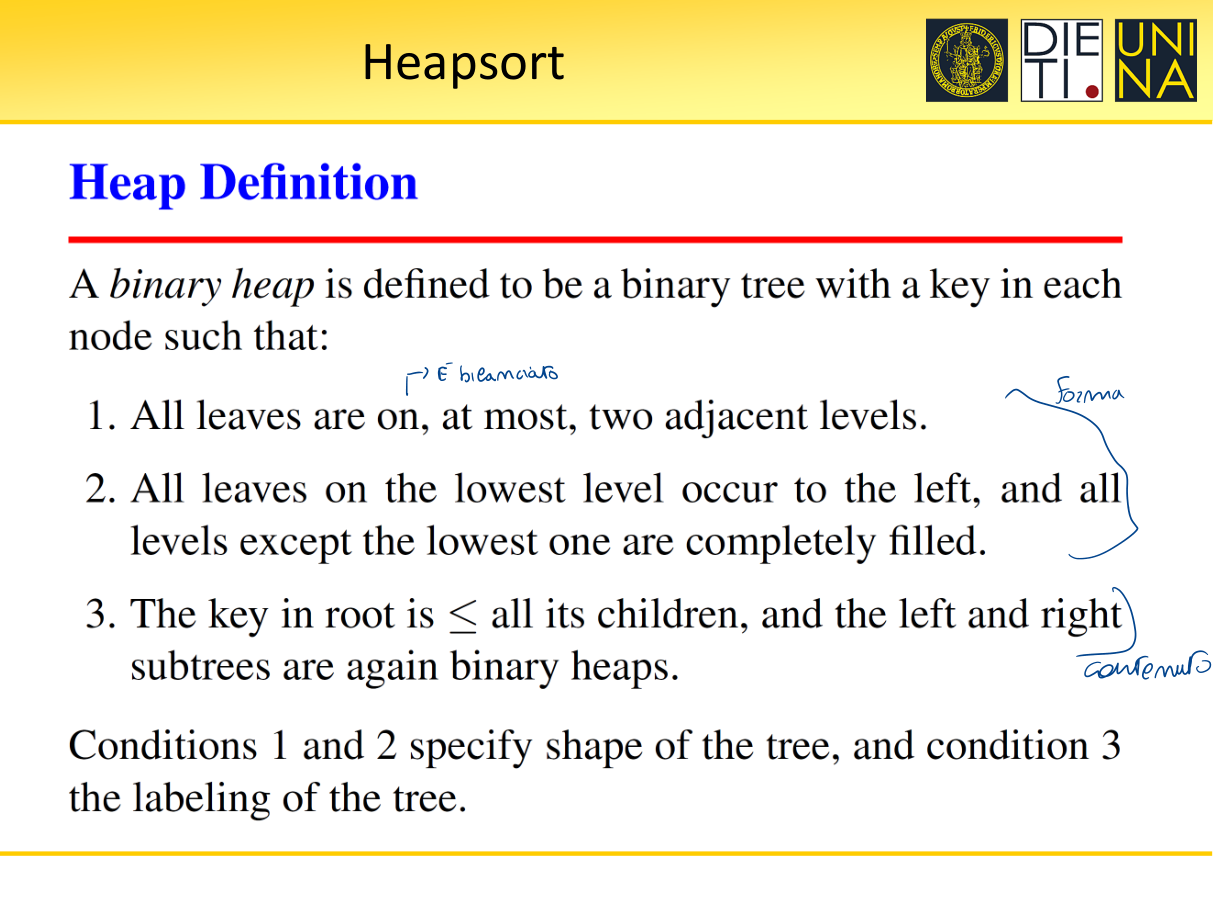 Heapsort
DIE
TI.
UNI
NA
Heap Definition
A binary heap is defined to be a binary tree with a key in each
node such that:
→ È bilanciato
1. All leaves are on, at most, two adjacent levels.
forma
2. All leaves on the lowest level occur to the left, and all
levels except the lowest one are completely filled.
3. The key in root is ≤ all its children, and the left and right
subtrees are again binary heaps.
contenuto
Conditions 1 and 2 specify shape of the tree, and condition 3
the labeling of the tree.